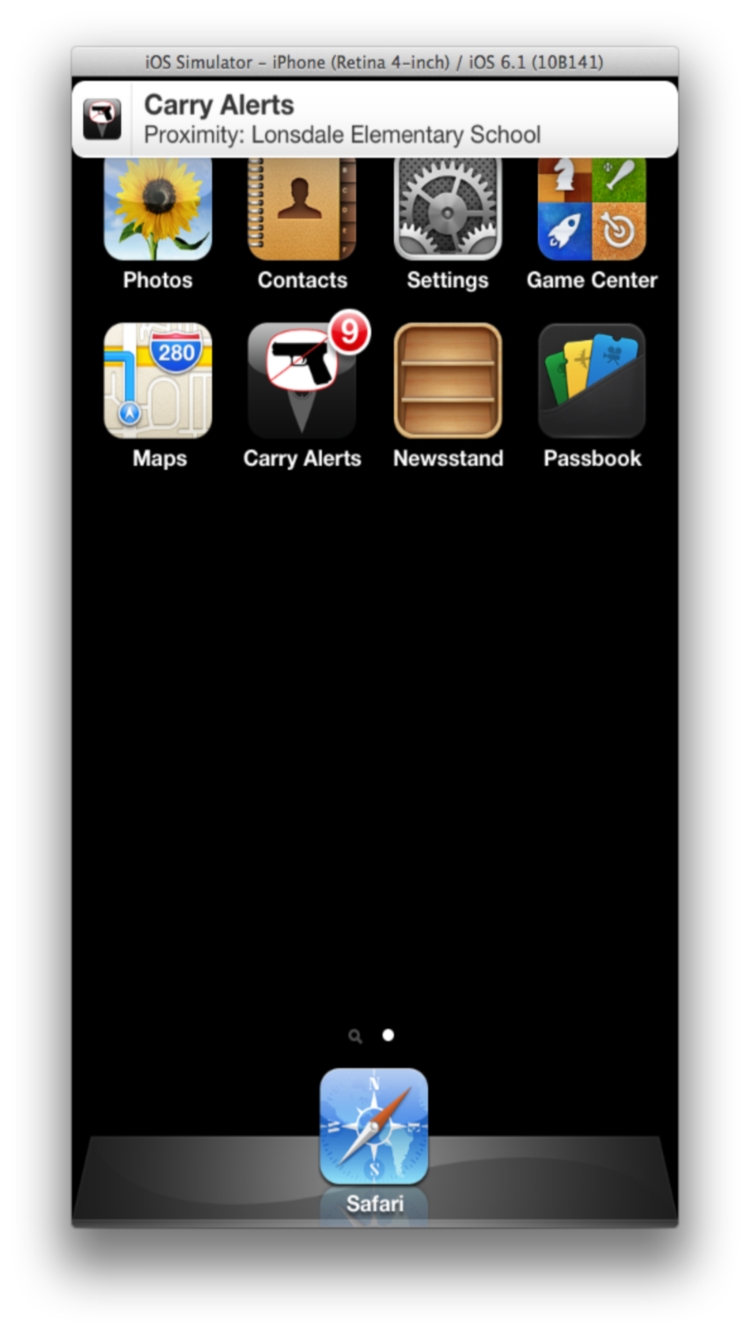 iOS Simulator – iPhone (Retina 4-inch) / iOS 6.1 (10B141)
Carry Alerts
Proximity: Lonsdale Elementary School
Photos Contacts Settings Game Center
280 9
Maps Carry Alerts Newsstand Passbook
N
S
Safari